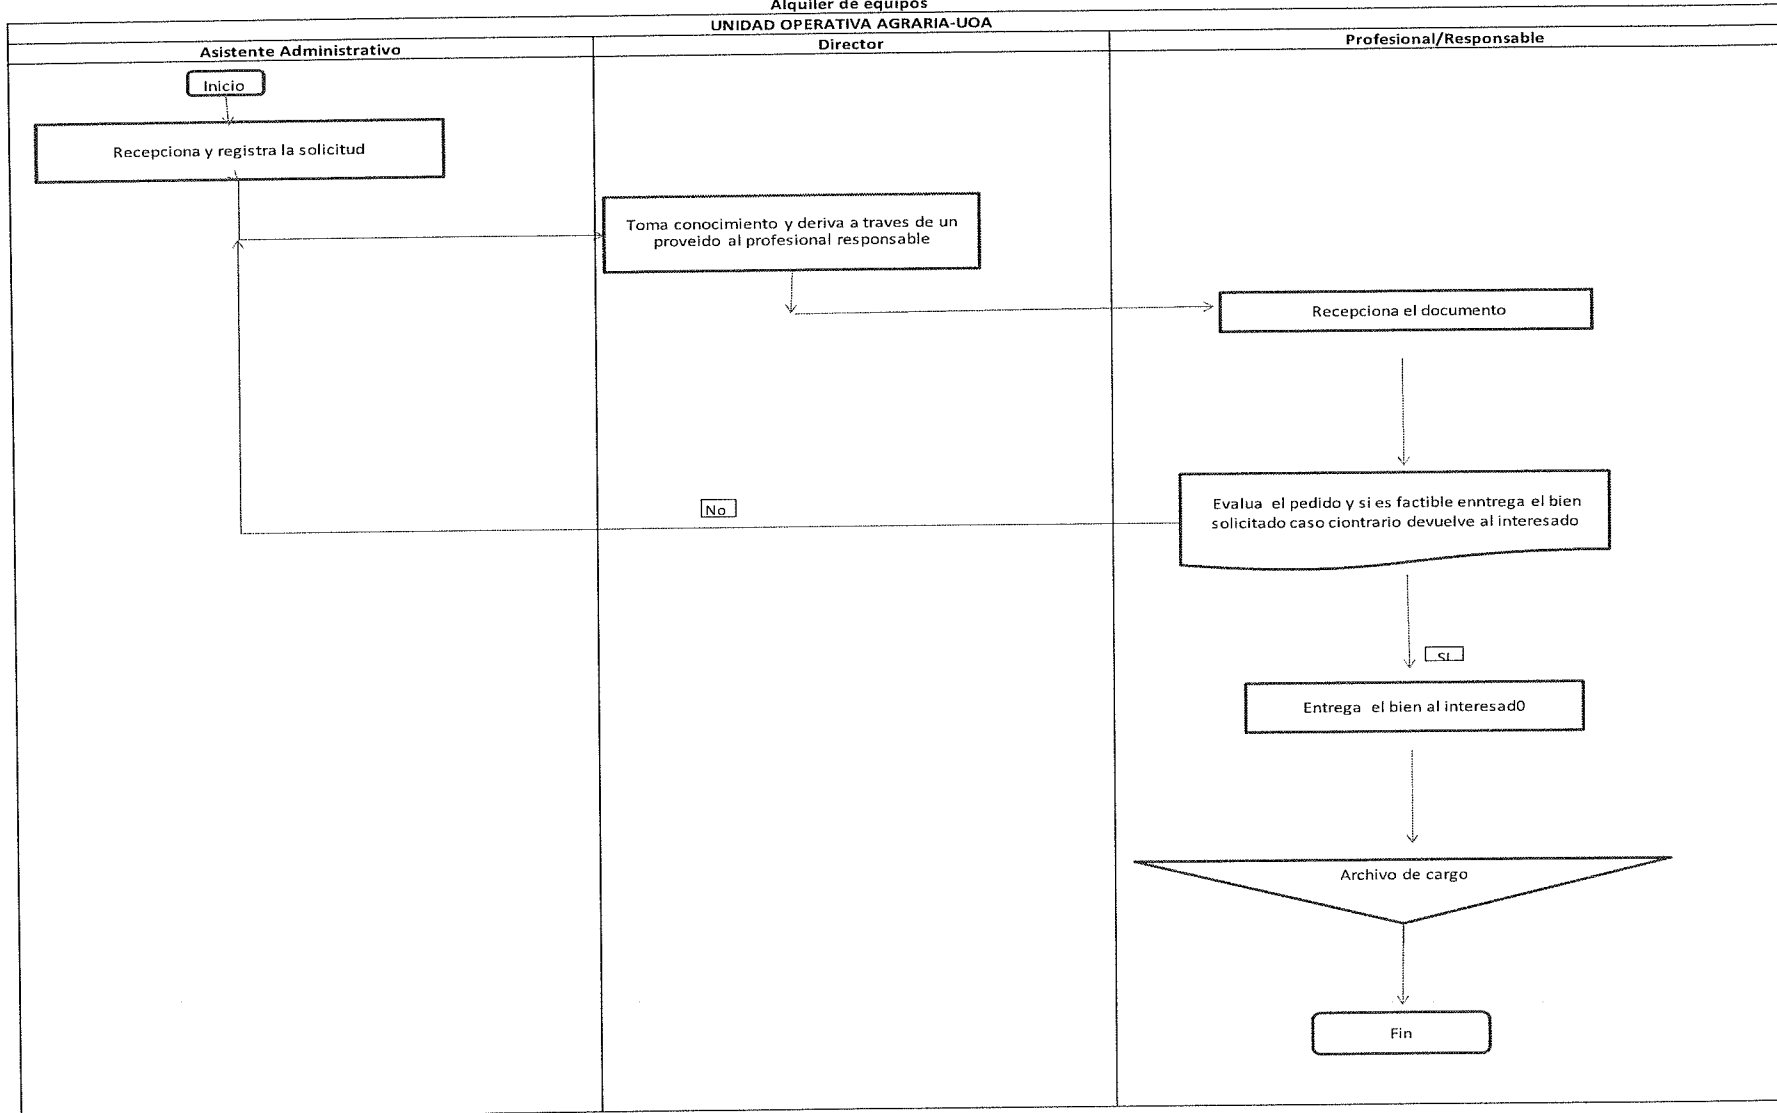 Alquiler de equipos
UNIDAD OPERATIVA AGRARIA-UOA
Asistente Administrativo
Director
Profesional/Responsable
Inicio
Recepciona y registra la solicitud
Toma conocimiento y deriva a traves de un
proveido al profesional responsable
Recepciona el documento
Evalua el pedido y si es factible enntrega el bien
solicitado caso ciontrario devuelve al interesado
No
SI
Entrega el bien al interesad0
Archivo de cargo
Fin